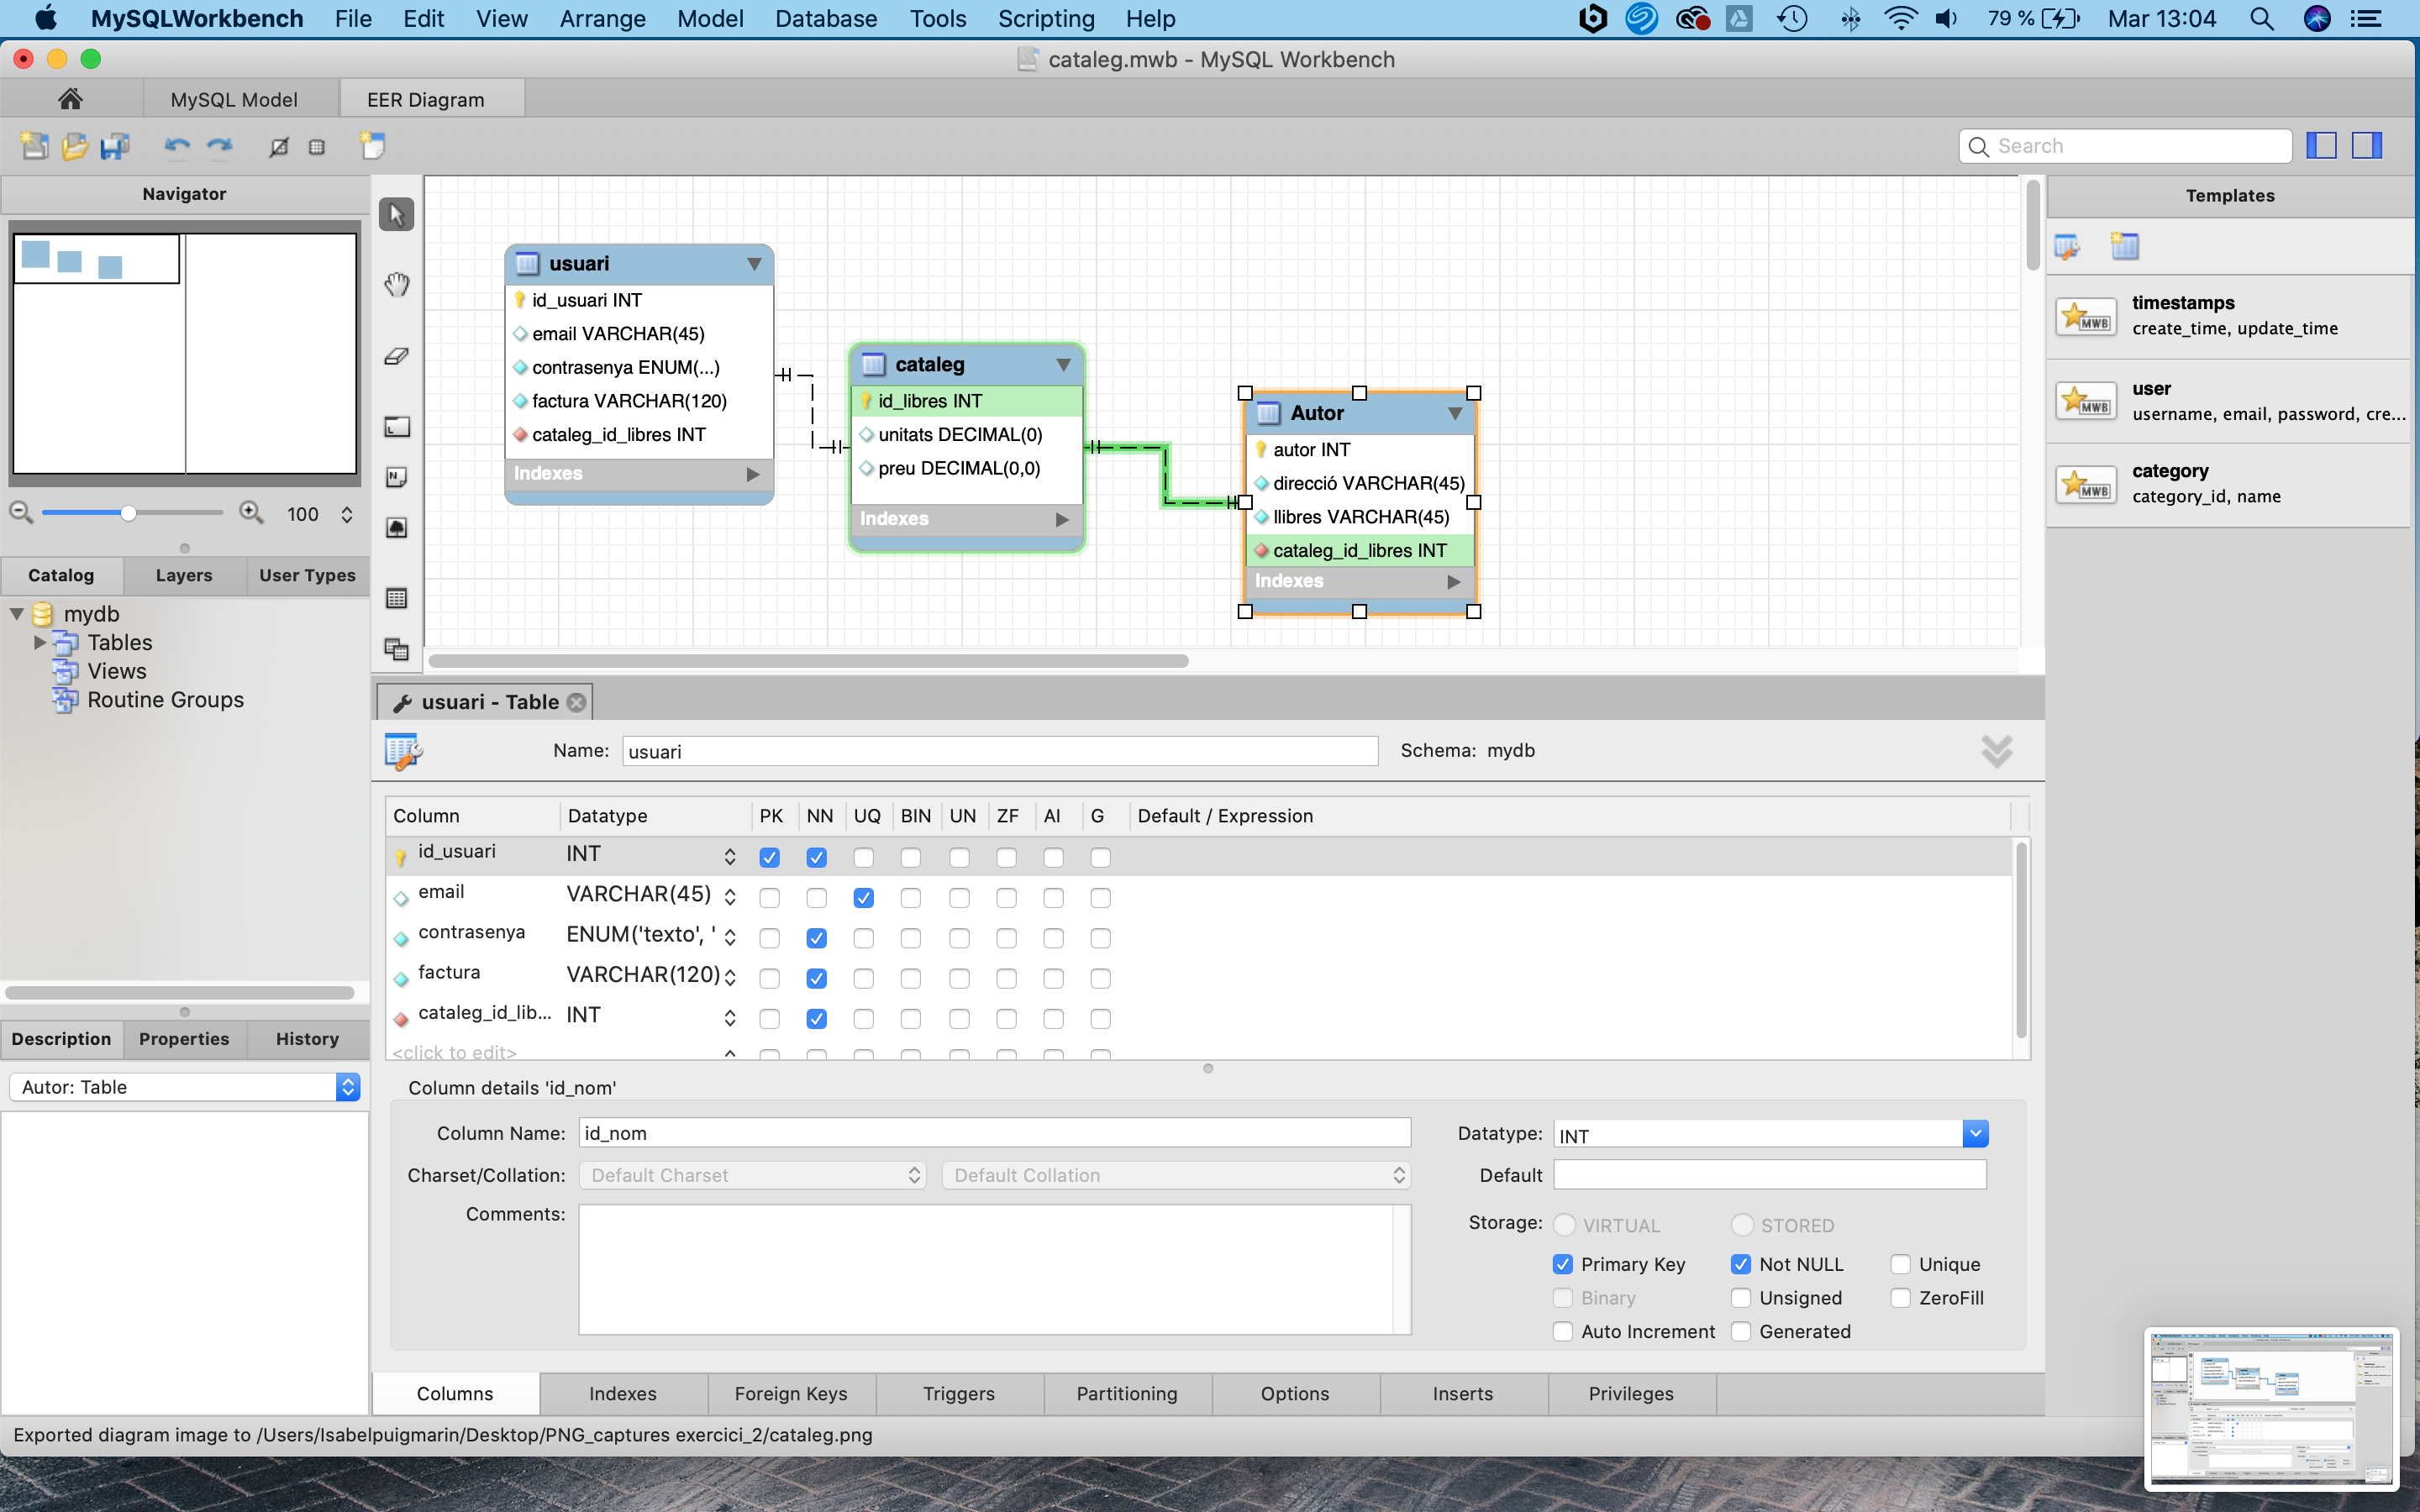 MySQLWorkbench File Edit View Arrange Model Database Tools Scripting Help 79 % Mar 13:04
cataleg.mwb - MySQL Workbench
MySQL Model EER Diagram
Search
Navigator
Templates
usuari
id_usuari INT
email VARCHAR(45)
contrasenya ENUM(...)
factura VARCHAR(120)
cataleg_id_libres INT
Indexes
cataleg
id_libres INT
unitats DECIMAL(0)
preu DECIMAL(0,0)
Indexes
Autor
autor INT
direcció VARCHAR(45)
llibres VARCHAR(45)
cataleg_id_libres INT
Indexes
MWB
timestamps
create_time, update_time
MWB
user
username, email, password, cre...
MWB
category
category_id, name
100
Catalog Layers User Types
mydb
Tables
Views
Routine Groups
Description Properties History
Autor: Table
usuari - Table
Name: usuari Schema: mydb
Column Datatype PK NN UQ BIN UN ZF AI G Default / Expression
id_usuari INT
email VARCHAR(45)
contrasenya ENUM('texto', '
factura VARCHAR(120)
cataleg_id_lib... INT
<click to edit>
Column details 'id_nom'
Column Name: id_nom Datatype: INT
Charset/Collation: Default Charset Default Collation Default
Comments: Storage: VIRTUAL STORED
Primary Key Not NULL Unique
Binary Unsigned ZeroFill
Auto Increment Generated
Columns Indexes Foreign Keys Triggers Partitioning Options Inserts Privileges
Exported diagram image to /Users/Isabelpuigmarin/Desktop/PNG_captures exercici_2/cataleg.png